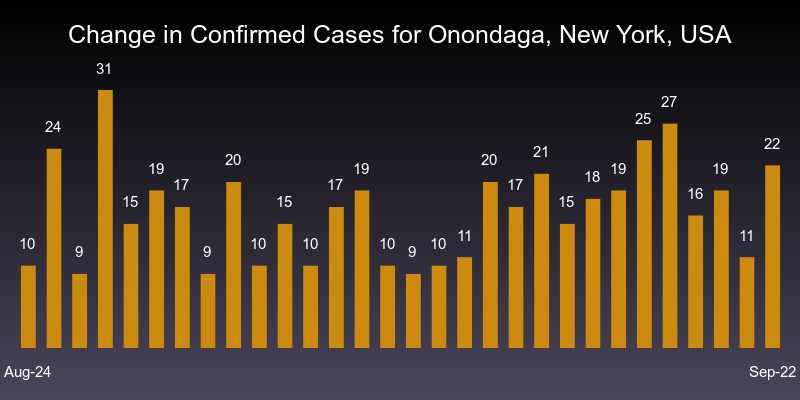 Change in Confirmed Cases for Onondaga, New York, USA
10 24 9 31 15 19 17 9 20 10 15 10 17 19 10 9 10 11 20 17 21 15 18 19 25 27 16 19 11 22
Aug-24 Sep-22